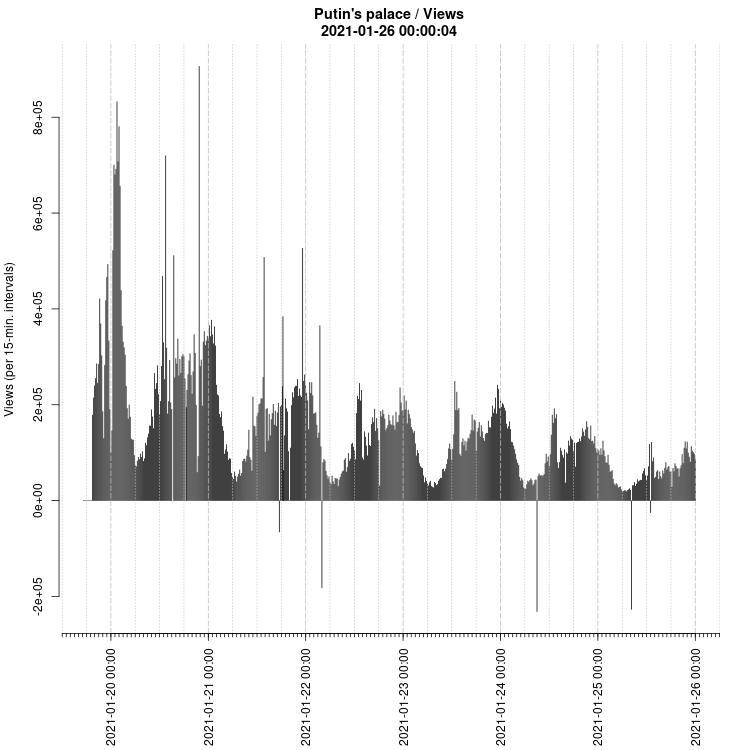 Putin's palace / Views
2021-01-26 00:00:04
Views (per 15-min. intervals)
8e+05
6e+05
4e+05
2e+05
0e+00
-2e+05
2021-01-20 00:00
2021-01-21 00:00
2021-01-22 00:00
2021-01-23 00:00
2021-01-24 00:00
2021-01-25 00:00
2021-01-26 00:00